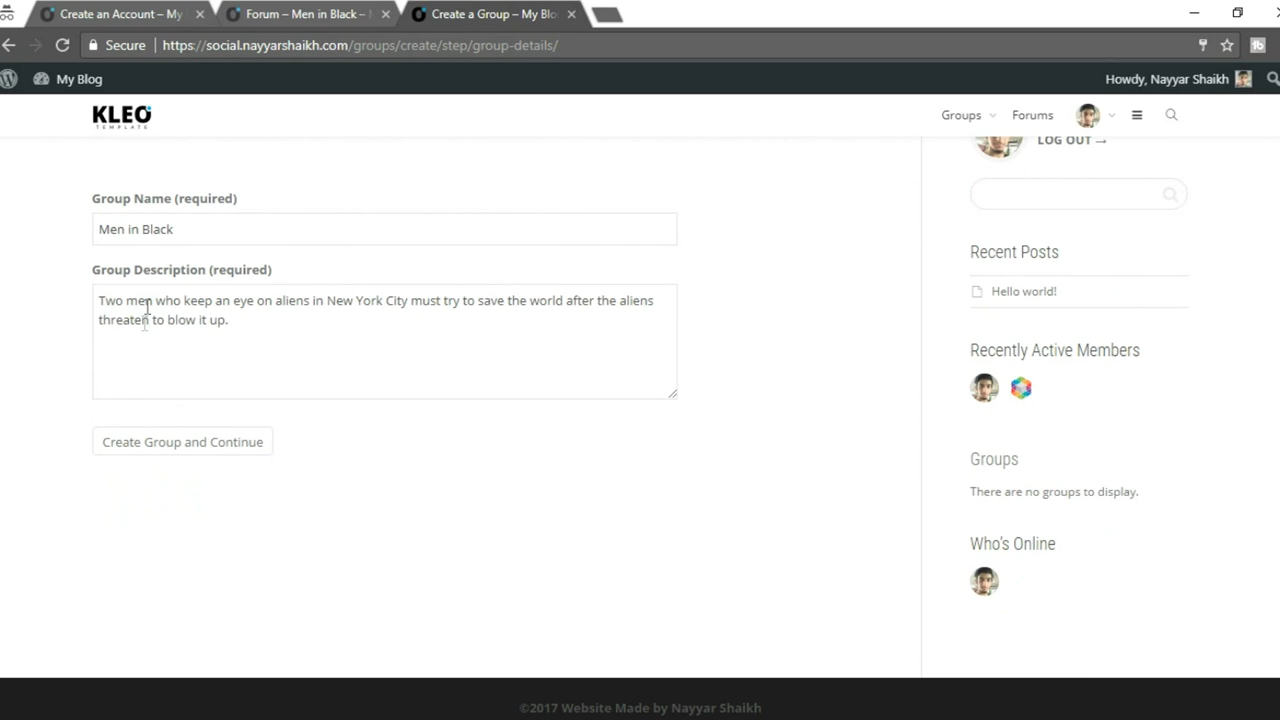 Create an Account – My
Forum – Men in Black –
Create a Group – My Blo
Secure
https://social.nayyarshaikh.com/groups/create/step/group-details/
My Blog
Howdy, Nayyar Shaikh
KLEO
TEMPLATE
Groups
Forums
LOG OUT →
Group Name (required)
Men in Black
Group Description (required)
Two men who keep an eye on aliens in New York City must try to save the world after the aliens
threaten to blow it up.
Create Group and Continue
Recent Posts
Hello world!
Recently Active Members
Groups
There are no groups to display.
Who's Online
©2017 Website Made by Nayyar Shaikh